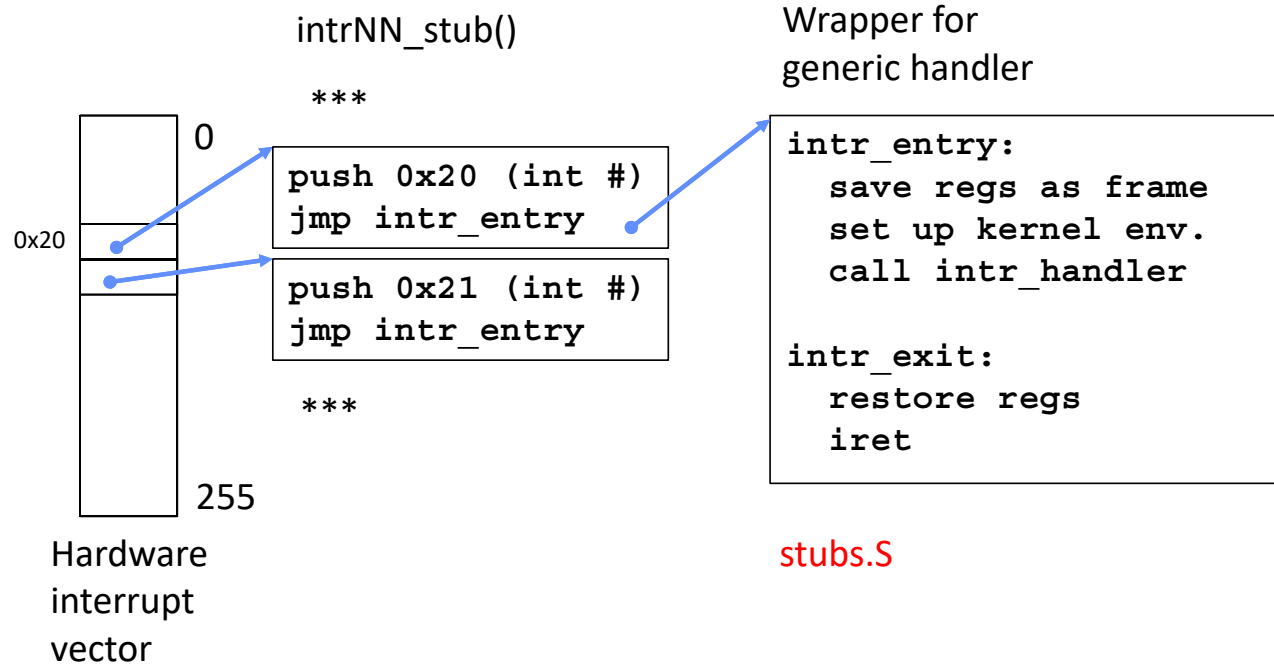 intrNN_stub()
***
Wrapper for
generic handler
0
0x20
255
push 0x20 (int #)
jmp intr_entry
push 0x21 (int #)
jmp intr_entry
***
intr_entry:
save regs as frame
set up kernel env.
call intr_handler
intr_exit:
restore regs
iret
Hardware
interrupt
vector
stubs.S